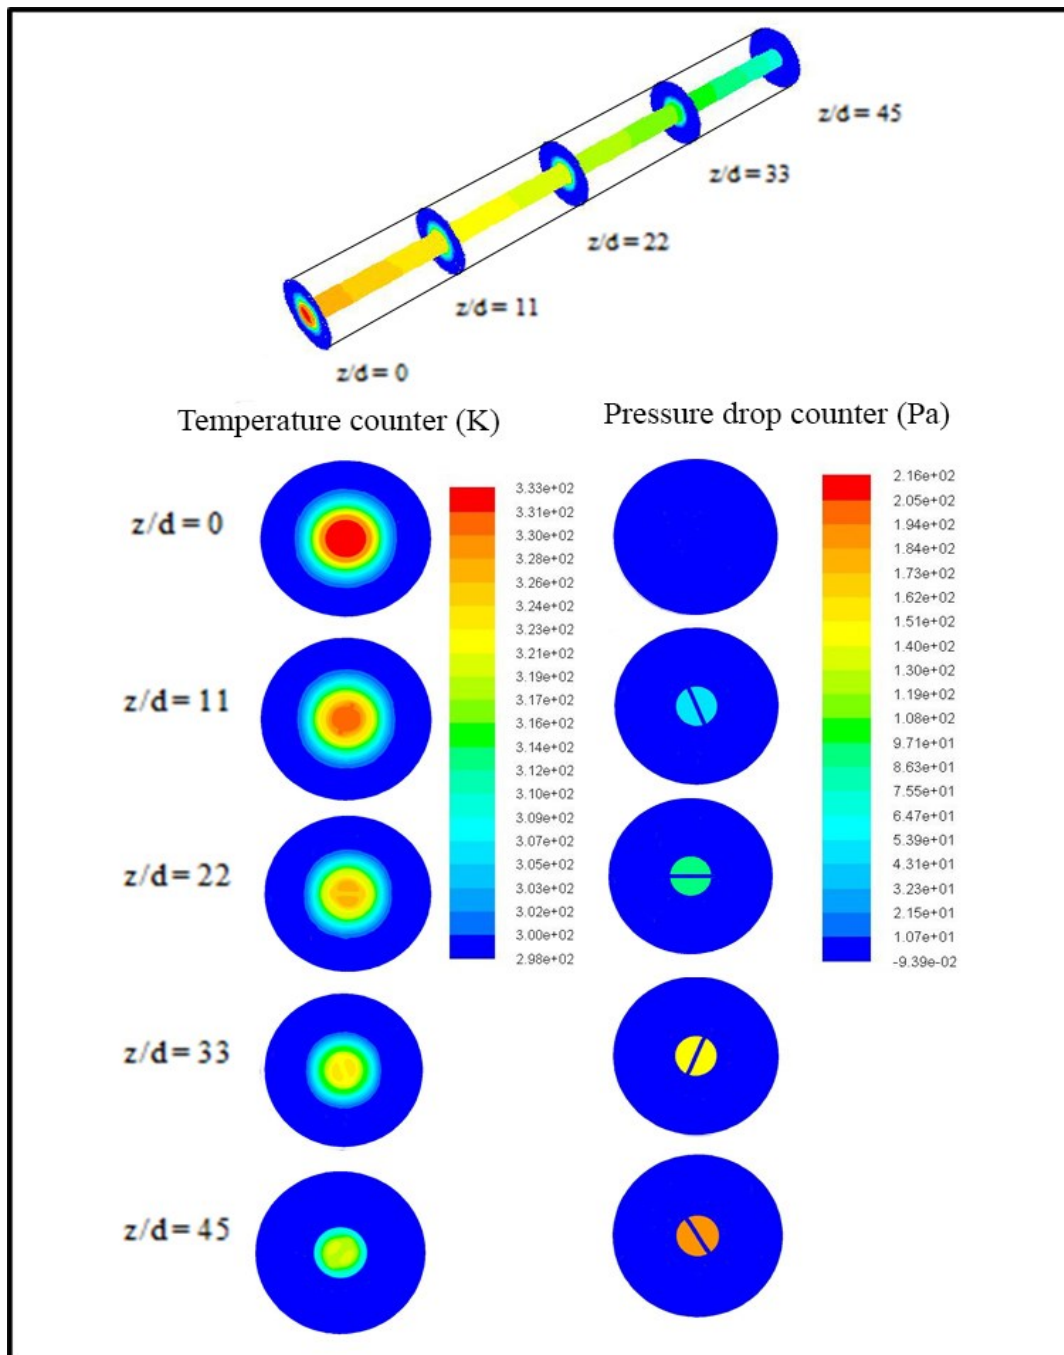 z/d = 45
z/d = 33
z/d = 22
z/d = 11
z/d = 0
Temperature counter (K)
Pressure drop counter (Pa)
z/d = 0
z/d = 11
z/d = 22
z/d = 33
z/d = 45
3.33e+02
3.31e+02
3.30e+02
3.28e+02
3.26e+02
3.24e+02
3.23e+02
3.21e+02
3.19e+02
3.17e+02
3.16e+02
3.14e+02
3.12e+02
3.10e+02
3.09e+02
3.07e+02
3.05e+02
3.03e+02
3.02e+02
3.00e+02
2.98e+02
2.16e+02
2.05e+02
1.94e+02
1.84e+02
1.73e+02
1.62e+02
1.51e+02
1.40e+02
1.30e+02
1.19e+02
1.08e+02
9.71e+01
8.63e+01
7.55e+01
6.47e+01
5.39e+01
4.31e+01
3.23e+01
2.15e+01
1.07e+01
-9.39e-02